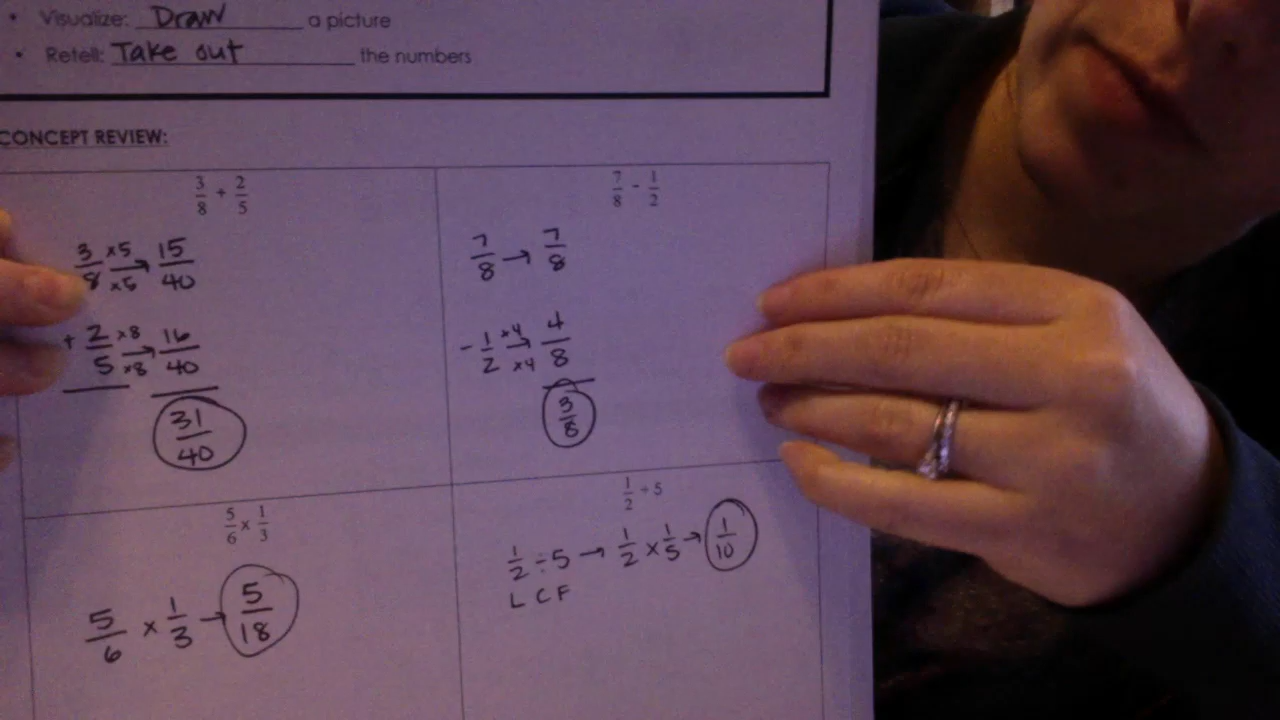 • Visualize: Draw a picture
• Retell: Take out the numbers
CONCEPT REVIEW:
3/8 + 2/5
3/8 ×5/×5 → 15/40
+ 2/5 ×8/×8 → 16/40
31/40
7/8 - 1/2
7/8 → 7/8
- 1/2 ×4/×4 → 4/8
3/8
5/6 × 1/3
5/6 × 1/3 → 5/18
1/2 ÷ 5
1/2 ÷ 5 → 1/2 × 1/5 → 1/10
L C F